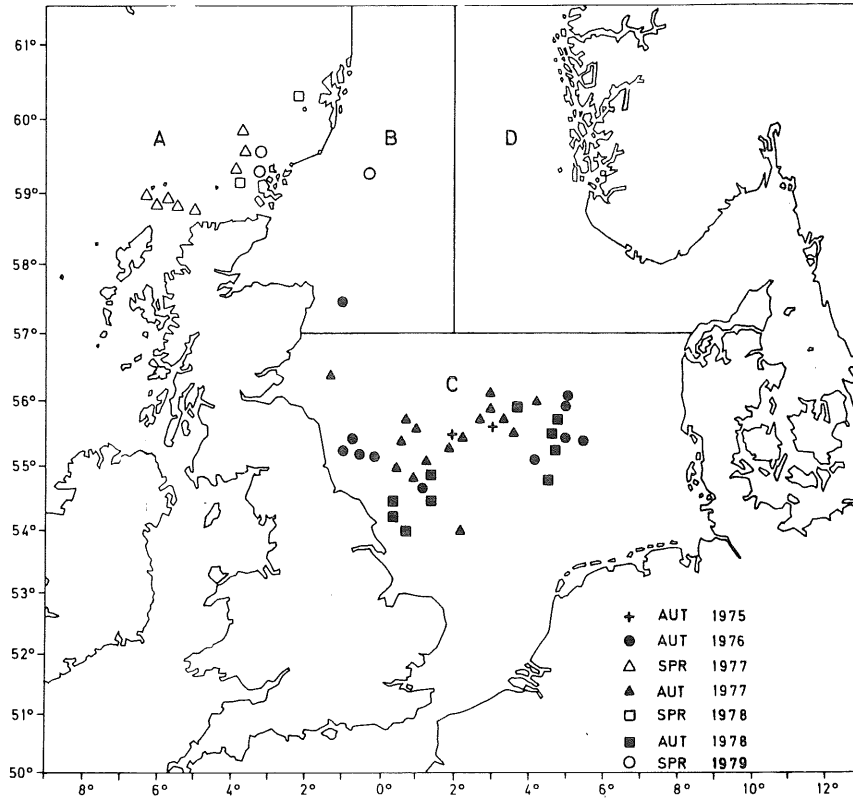 61°
60°
59°
58°
57°
56°
55°
54°
53°
52°
51°
50°
A
B
D
C
+ AUT 1975
● AUT 1976
△ SPR 1977
▲ AUT 1977
□ SPR 1978
■ AUT 1978
○ SPR 1979
8° 6° 4° 2° 0° 2° 4° 6° 8° 10° 12°